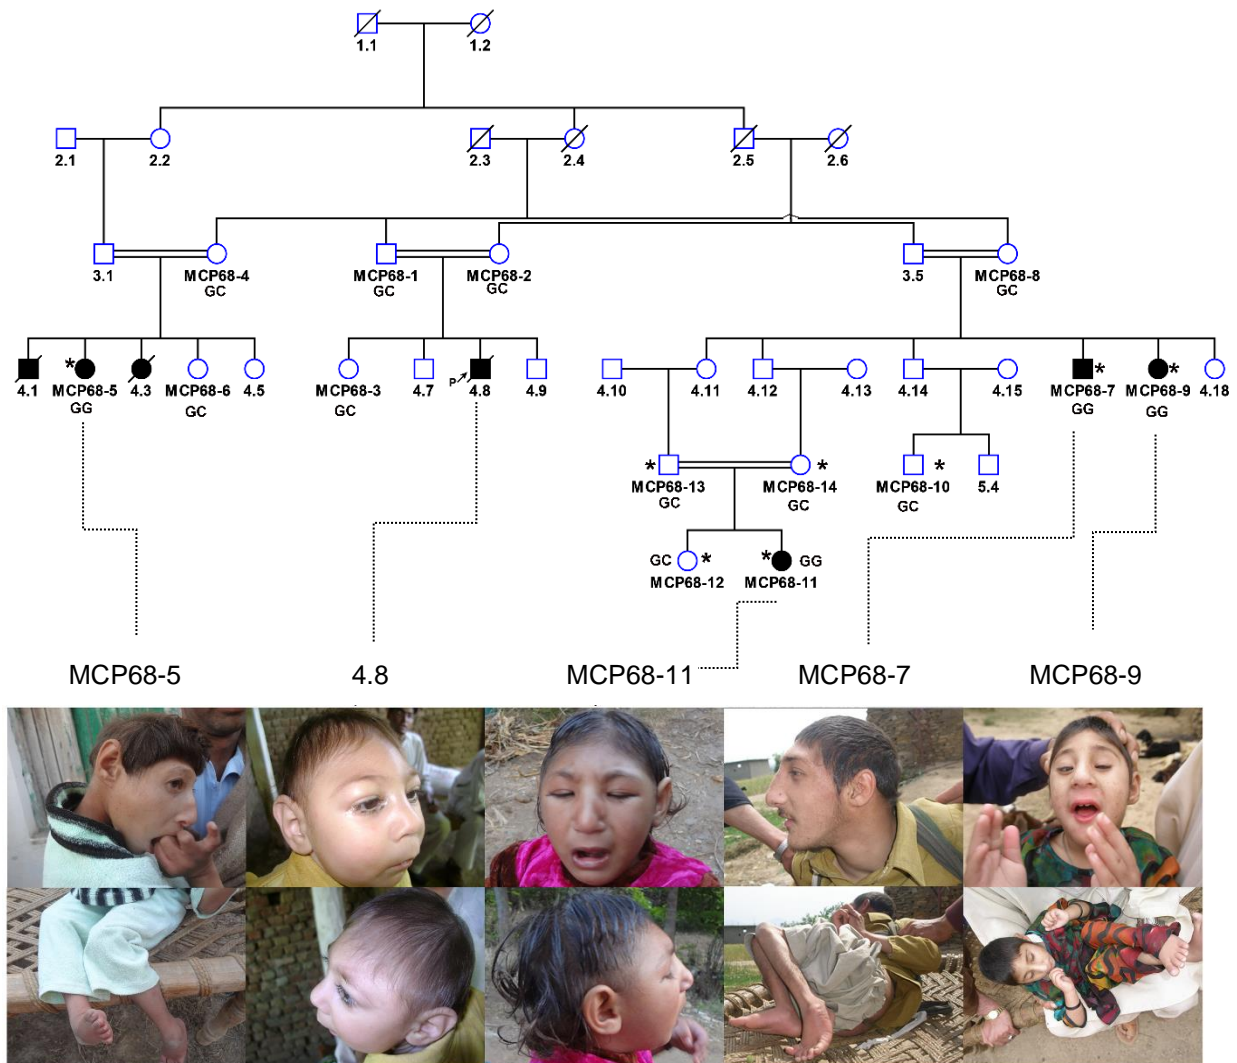 1.1 1.2
2.1 2.2 2.3 2.4 2.5 2.6
3.1 MCP68-4 MCP68-1 MCP68-2 3.5 MCP68-8
GC GC GC GC
* * *
4.1 MCP68-5 4.3 MCP68-6 4.5 MCP68-3 4.7 P 4.8 4.9 4.10 4.11 4.12 4.13 4.14 4.15 MCP68-7 MCP68-9 4.18
GG GC GC GG GG
* * *
MCP68-13 MCP68-14 MCP68-10 5.4
GC GC GC
GC * * GG
MCP68-12 MCP68-11
MCP68-5 4.8 MCP68-11 MCP68-7 MCP68-9